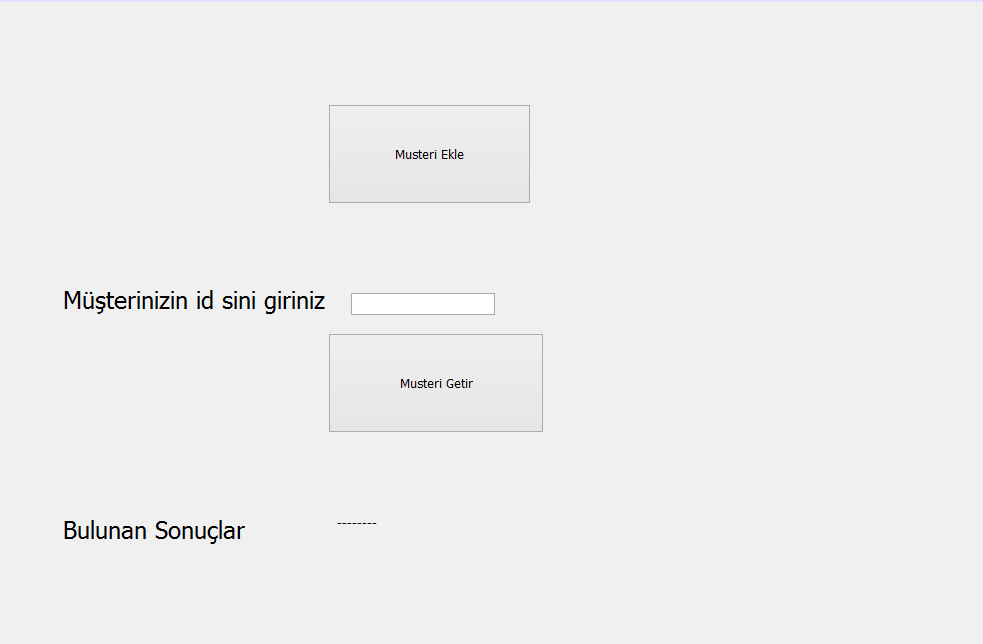 Musteri Ekle
Müşterinizin id sini giriniz
Musteri Getir
Bulunan Sonuçlar --------